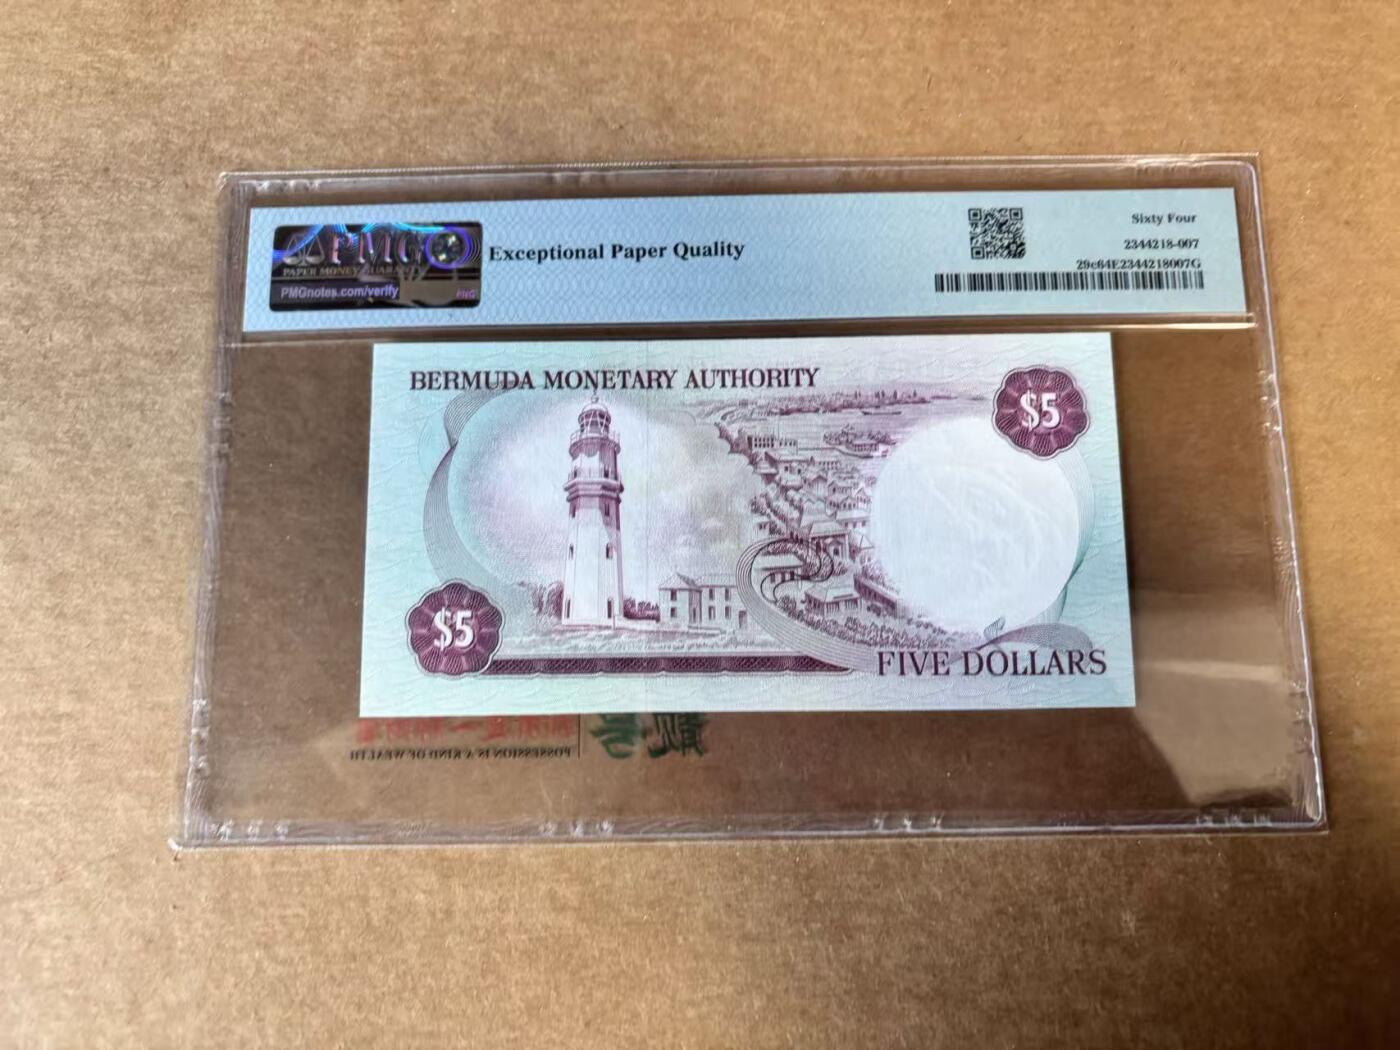 PMG
PAPER MONEY GUARANTY
PMGnotes.com/verify
PMG
Exceptional Paper Quality
Sixty Four
2344218-007
29c64E2344218007G
BERMUDA MONETARY AUTHORITY
$5
$5
FIVE DOLLARS
POSSESSION IS A KIND OF WEALTH